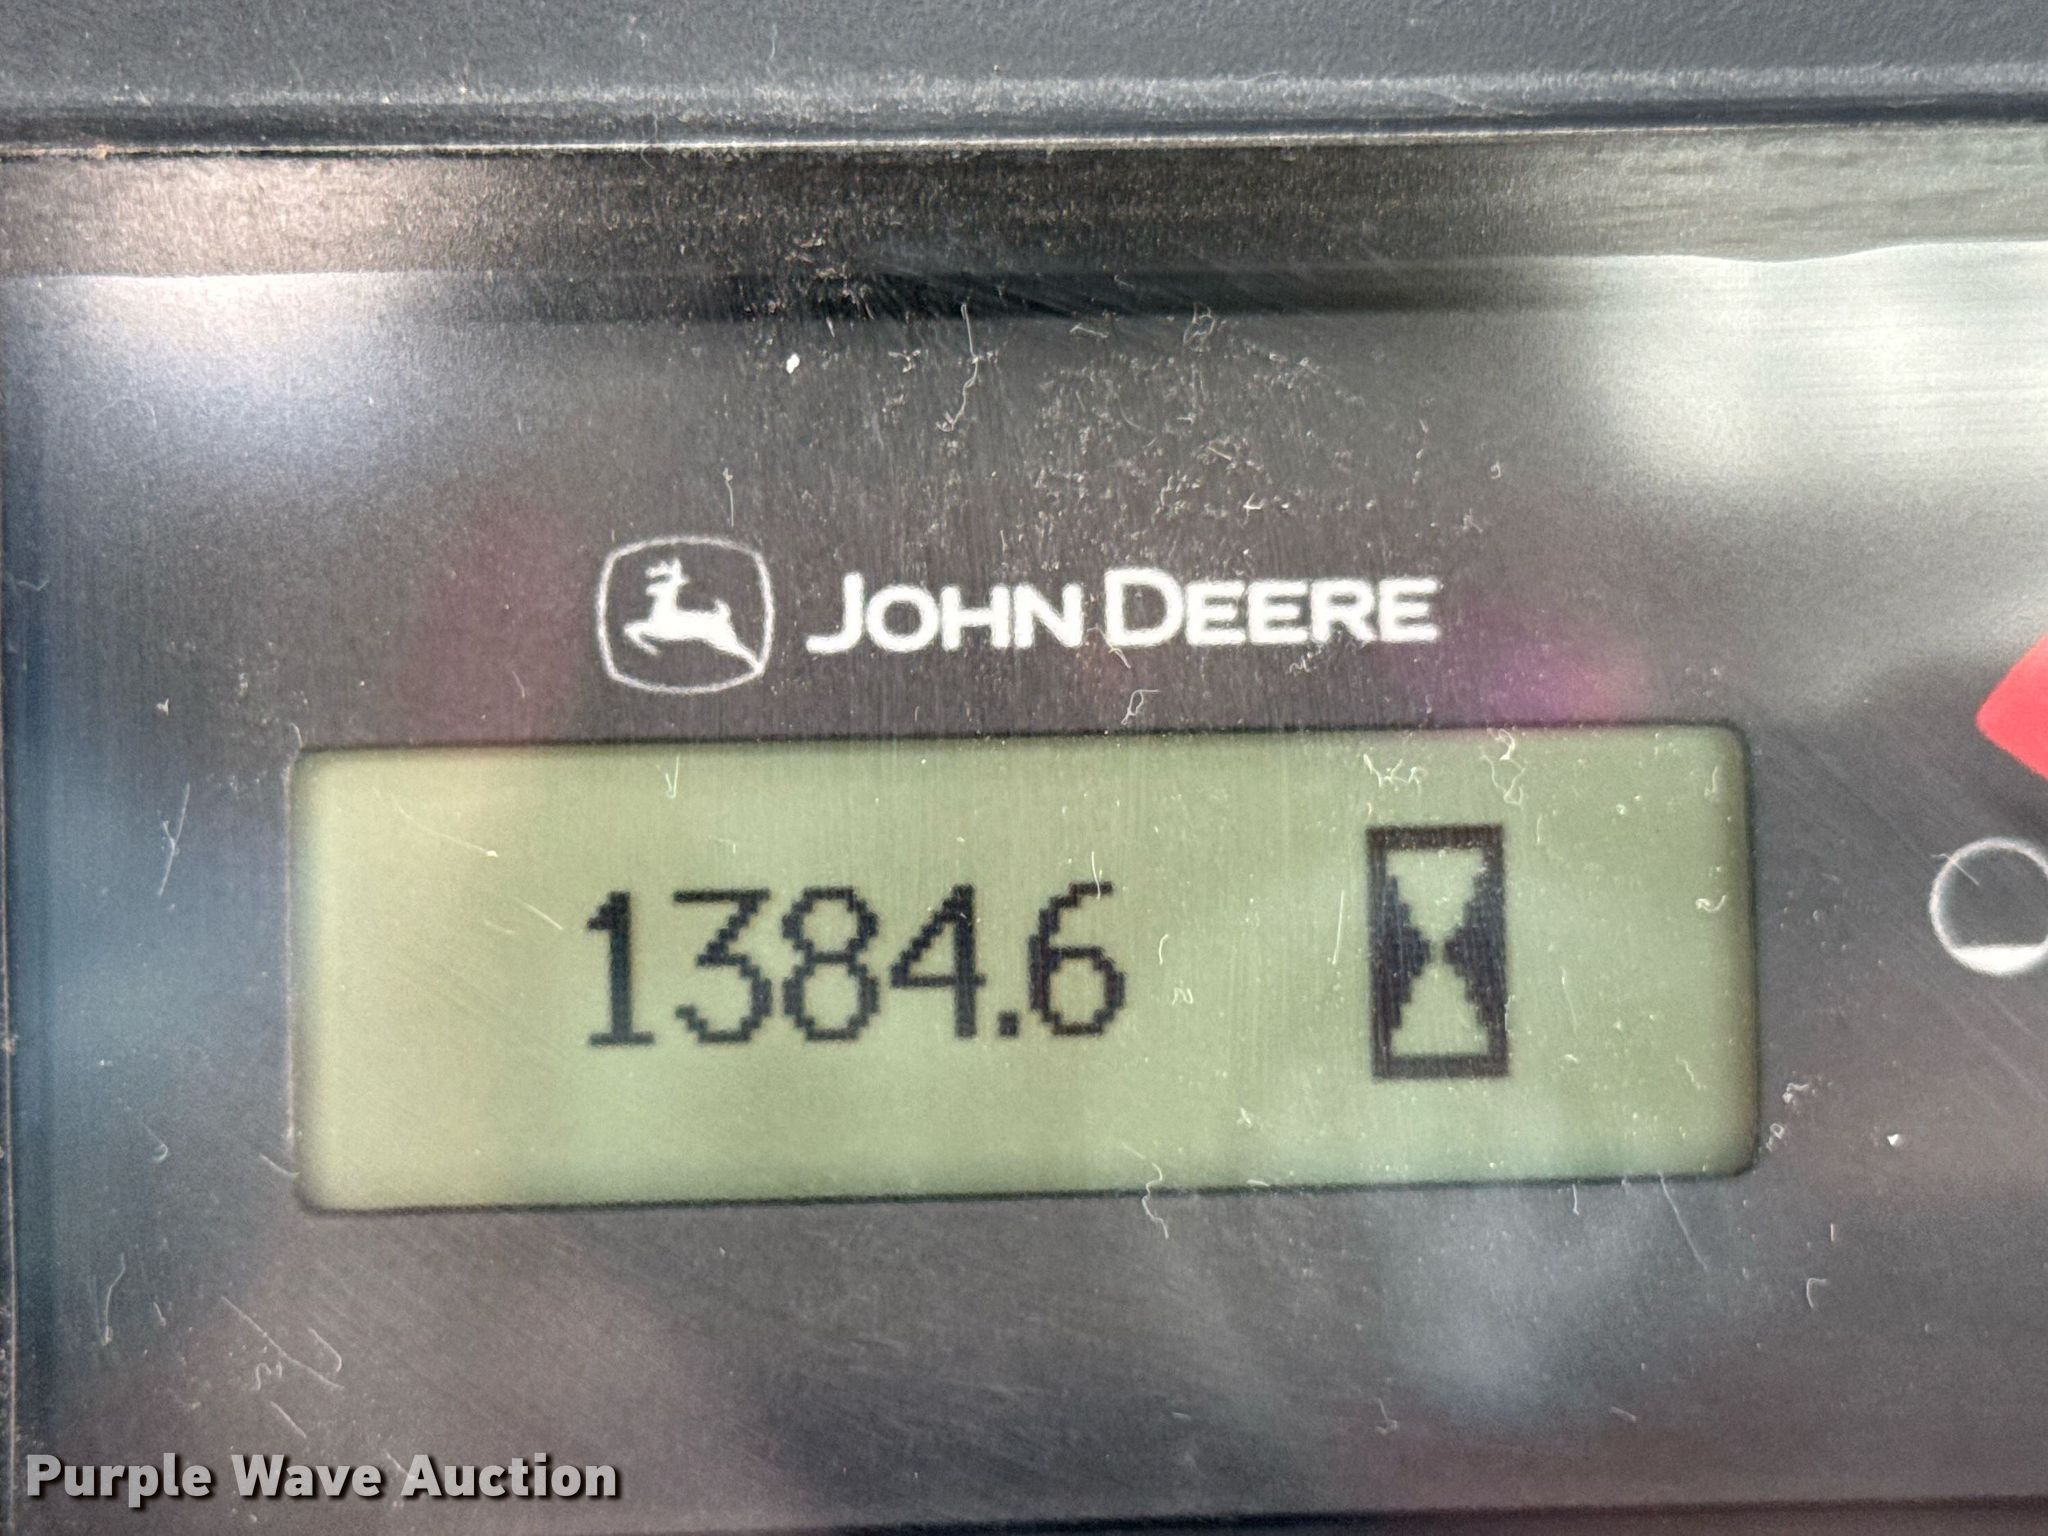 JOHN DEERE
1384.6
Purple Wave Auction